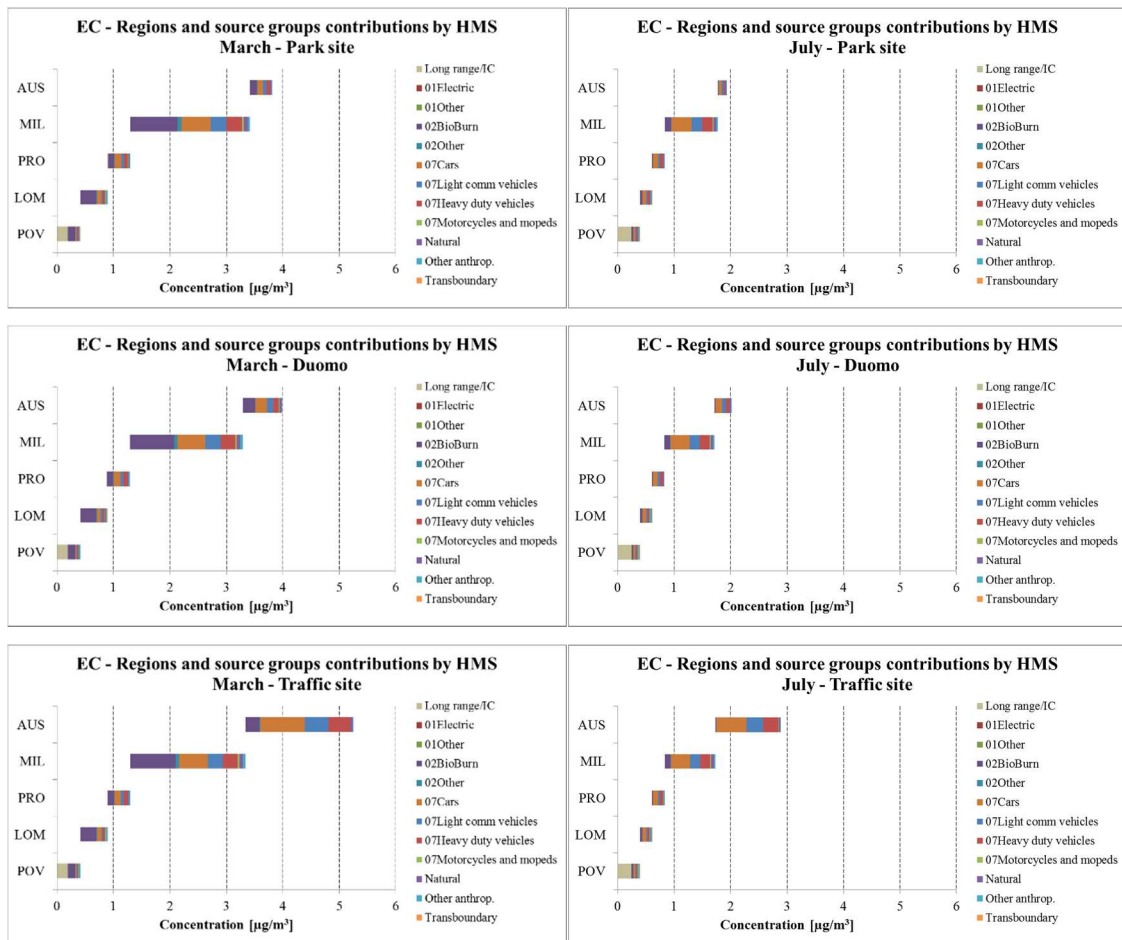 EC - Regions and source groups contributions by HMS
March - Park site
AUS
MIL
PRO
LOM
POV
0 1 2 3 4 5 6
Concentration [µg/m³]
Long range/IC
01Electric
01Other
02BioBurn
02Other
07Cars
07Light comm vehicles
07Heavy duty vehicles
07Motorcycles and mopeds
Natural
Other anthrop.
Transboundary
EC - Regions and source groups contributions by HMS
July - Park site
AUS
MIL
PRO
LOM
POV
0 1 2 3 4 5 6
Concentration [µg/m³]
Long range/IC
01Electric
01Other
02BioBurn
02Other
07Cars
07Light comm vehicles
07Heavy duty vehicles
07Motorcycles and mopeds
Natural
Other anthrop.
Transboundary
EC - Regions and source groups contributions by HMS
March - Duomo
AUS
MIL
PRO
LOM
POV
0 1 2 3 4 5 6
Concentration [µg/m³]
Long range/IC
01Electric
01Other
02BioBurn
02Other
07Cars
07Light comm vehicles
07Heavy duty vehicles
07Motorcycles and mopeds
Natural
Other anthrop.
Transboundary
EC - Regions and source groups contributions by HMS
July - Duomo
AUS
MIL
PRO
LOM
POV
0 1 2 3 4 5 6
Concentration [µg/m³]
Long range/IC
01Electric
01Other
02BioBurn
02Other
07Cars
07Light comm vehicles
07Heavy duty vehicles
07Motorcycles and mopeds
Natural
Other anthrop.
Transboundary
EC - Regions and source groups contributions by HMS
March - Traffic site
AUS
MIL
PRO
LOM
POV
0 1 2 3 4 5 6
Concentration [µg/m³]
Long range/IC
01Electric
01Other
02BioBurn
02Other
07Cars
07Light comm vehicles
07Heavy duty vehicles
07Motorcycles and mopeds
Natural
Other anthrop.
Transboundary
EC - Regions and source groups contributions by HMS
July - Traffic site
AUS
MIL
PRO
LOM
POV
0 1 2 3 4 5 6
Concentration [µg/m³]
Long range/IC
01Electric
01Other
02BioBurn
02Other
07Cars
07Light comm vehicles
07Heavy duty vehicles
07Motorcycles and mopeds
Natural
Other anthrop.
Transboundary